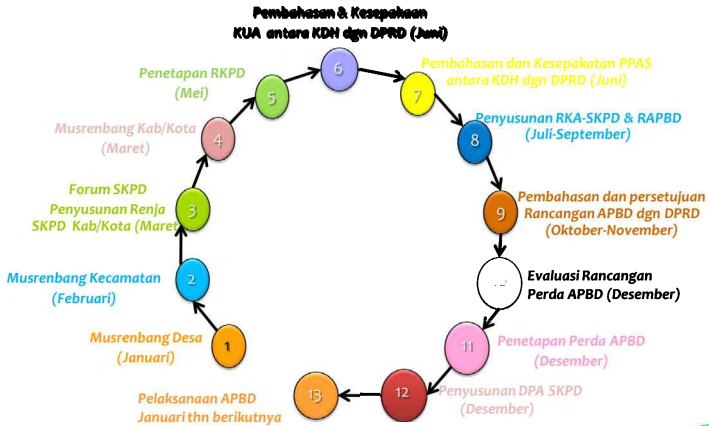 Pembahasan & Kesepakaan
KUA antara KDH dgn DPRD (Juni)
6
Penetapan RKPD
(Mei)
5
Pembahasan dan Kesepakatan PPAS
antara KDH dgn DPRD (Juni)
7
Musrenbang Kab/Kota
(Maret)
4
Penyusunan RKA-SKPD & RAPBD
(Juli-September)
8
Forum SKPD
Penyusunan Renja
SKPD Kab/Kota (Maret
3
Pembahasan dan persetujuan
Rancangan APBD dgn DPRD
(Oktober-November)
9
Musrenbang Kecamatan
(Februari)
2
Evaluasi Rancangan
Perda APBD (Desember)
Musrenbang Desa
(Januari)
1
Penetapan Perda APBD
(Desember)
11
Penyusunan DPA SKPD
(Desember)
12
Pelaksanaan APBD
Januari thn berikutnya
13